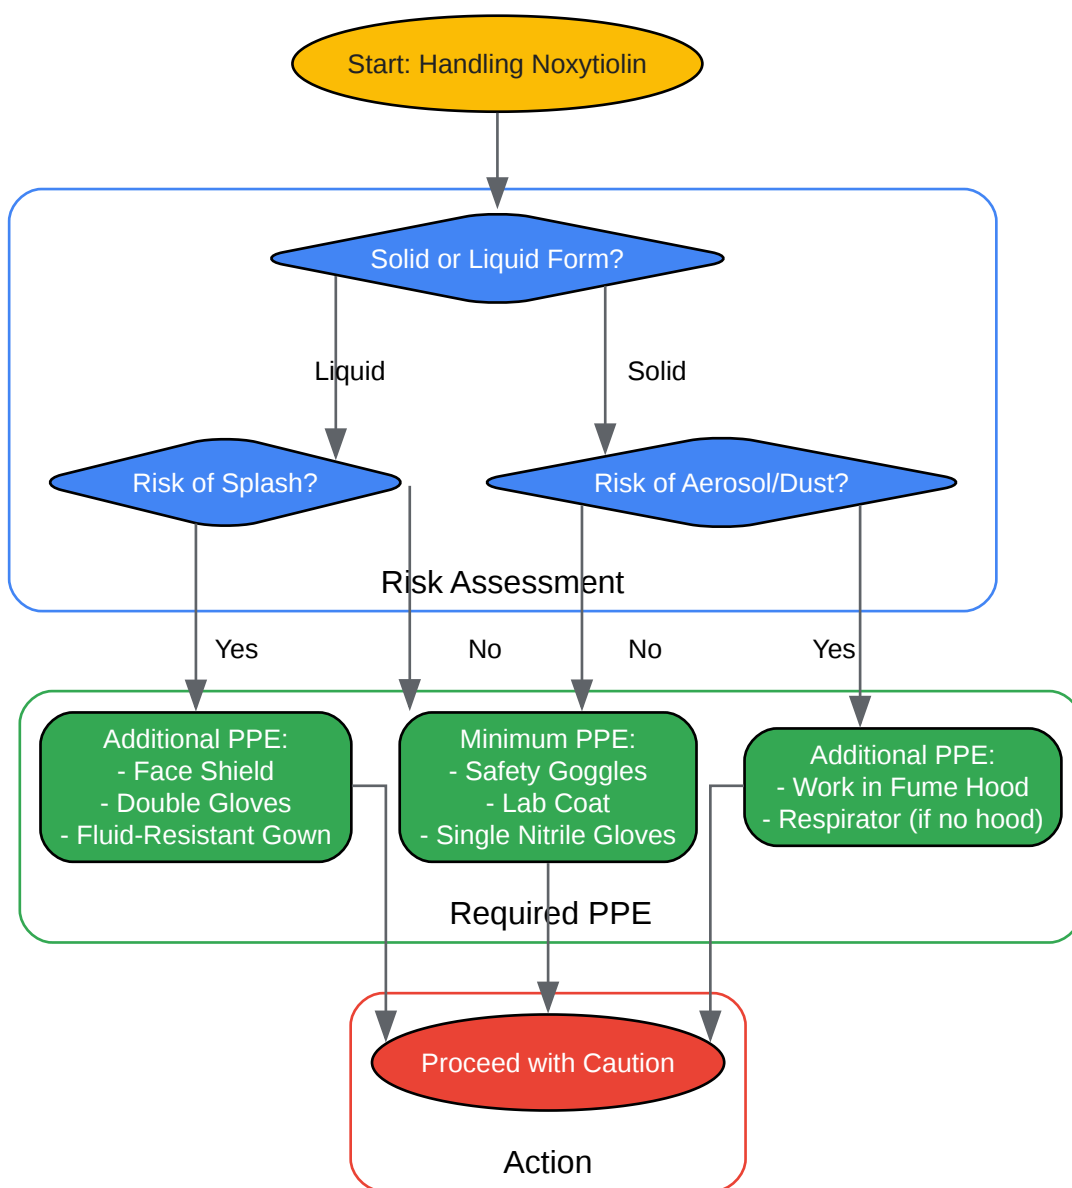 Start: Handling Noxytiolin
Solid or Liquid Form?
Liquid
Solid
Risk of Splash?
Risk of Aerosol/Dust?
Risk Assessment
Yes
No
No
Yes
Additional PPE:
- Face Shield
- Double Gloves
- Fluid-Resistant Gown
Minimum PPE:
- Safety Goggles
- Lab Coat
- Single Nitrile Gloves
Additional PPE:
- Work in Fume Hood
- Respirator (if no hood)
Required PPE
Proceed with Caution
Action